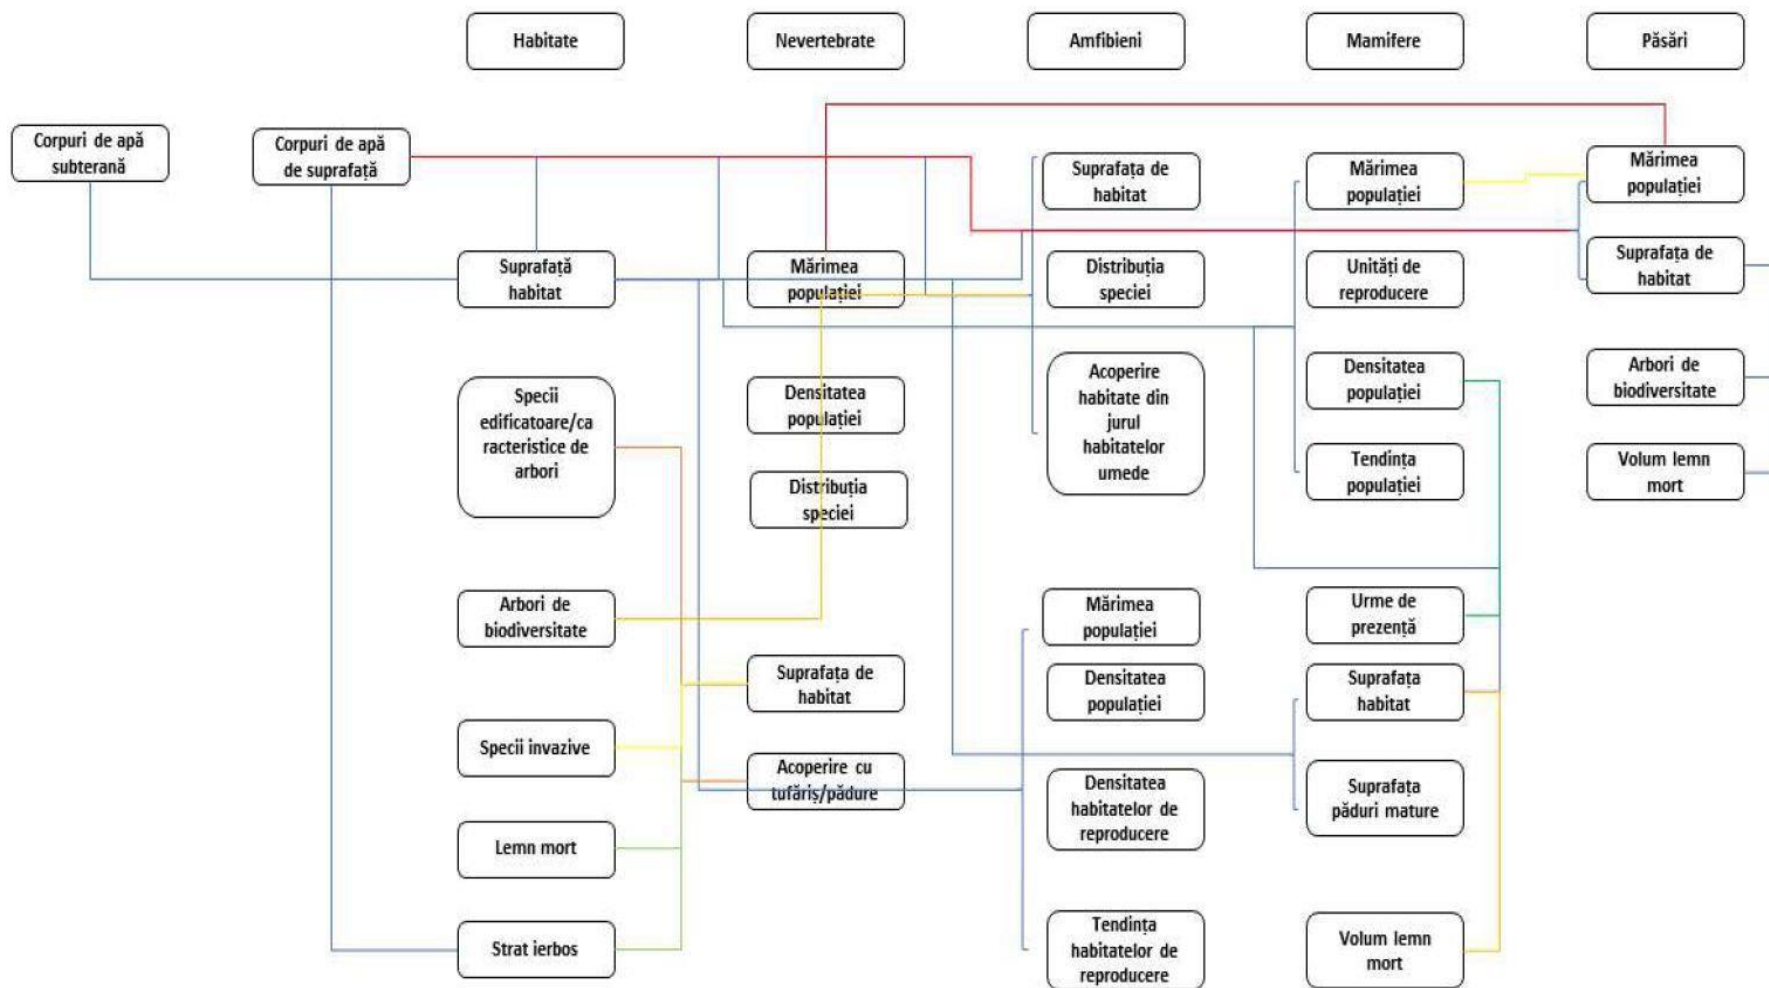 Habitate
Nevertebrate
Amfibieni
Mamifere
Păsări
Corpuri de apă
subterană
Corpuri de apă
de suprafață
Suprafață
habitat
Specii
edificatoare/ca
racteristice de
arbori
Arbori de
biodiversitate
Specii invazive
Lemn mort
Strat ierbos
Mărimea
populației
Densitatea
populației
Distribuția
speciei
Suprafața de
habitat
Acoperire cu
tufăriș/pădure
Suprafața de
habitat
Distribuția
speciei
Acoperire
habitate din
jurul
habitatelor
umede
Mărimea
populației
Densitatea
populației
Densitatea
habitatelor de
reproducere
Tendința
habitatelor de
reproducere
Mărimea
populației
Unități de
reproducere
Densitatea
populației
Tendința
populației
Urme de
prezență
Suprafața
habitat
Suprafața
păduri mature
Volum lemn
mort
Mărimea
populației
Suprafața de
habitat
Arbori de
biodiversitate
Volum lemn
mort